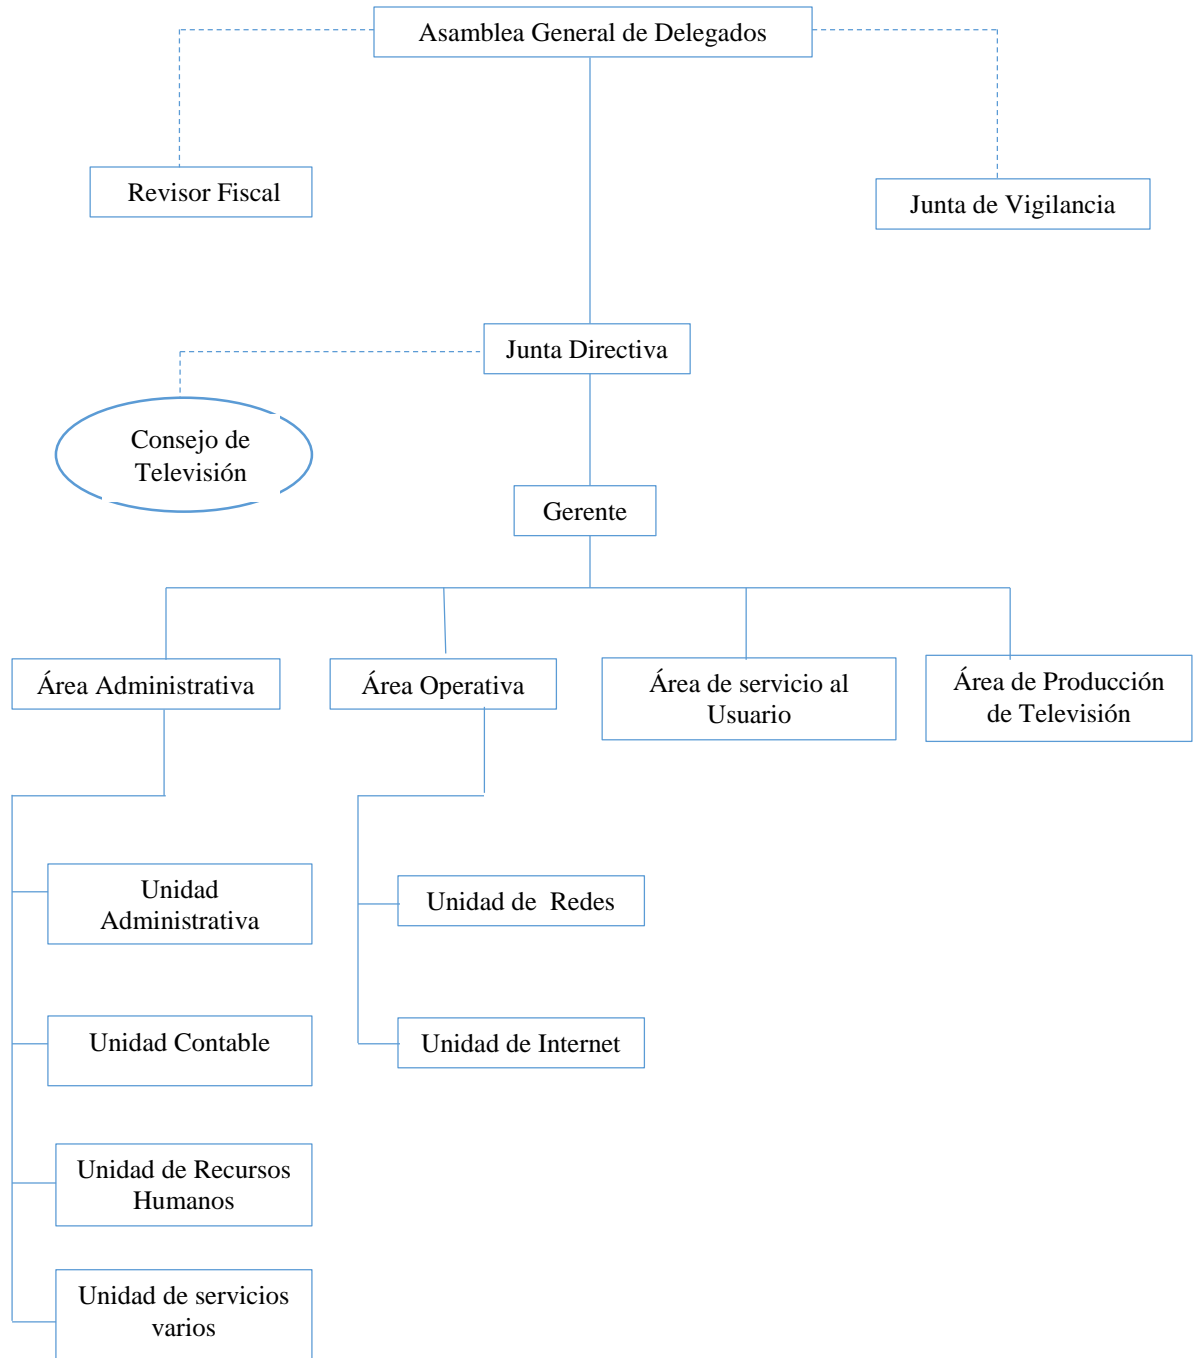 Asamblea General de Delegados
Revisor Fiscal
Junta de Vigilancia
Junta Directiva
Consejo de
Televisión
Gerente
Área Administrativa
Área Operativa
Área de servicio al
Usuario
Área de Producción
de Televisión
Unidad
Administrativa
Unidad de Redes
Unidad Contable
Unidad de Internet
Unidad de Recursos
Humanos
Unidad de servicios
varios